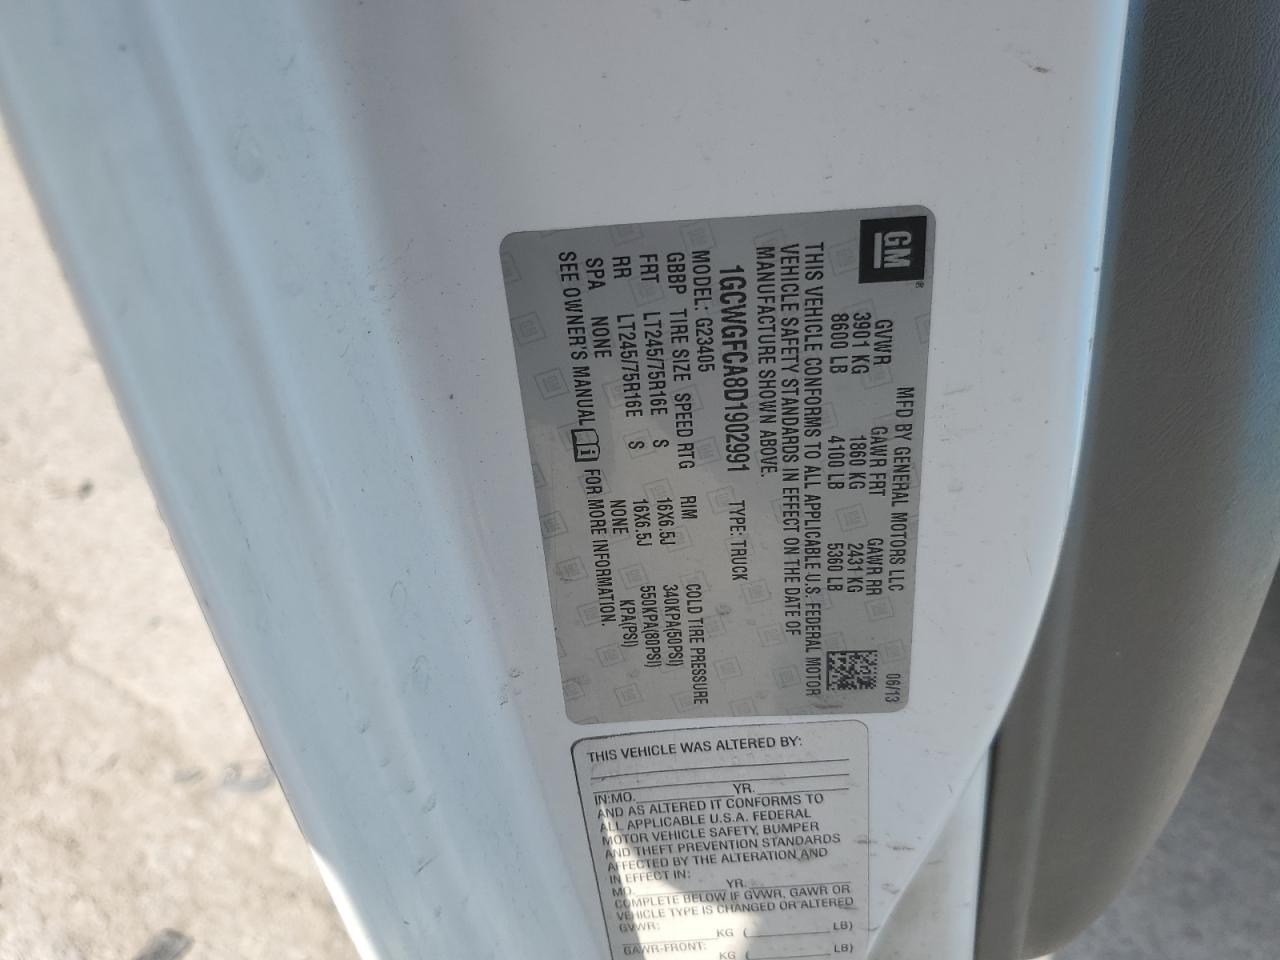 GM
®
MFD BY GENERAL MOTORS LLC
06/13
GVWR GAWR FRT GAWR RR
3901 KG 1860 KG 2431 KG
8600 LB 4100 LB 5360 LB
THIS VEHICLE CONFORMS TO ALL APPLICABLE U.S. FEDERAL MOTOR
VEHICLE SAFETY STANDARDS IN EFFECT ON THE DATE OF
MANUFACTURE SHOWN ABOVE.
1GCWGFCA8D1902991 TYPE: TRUCK
MODEL: G23405
GBBP TIRE SIZE SPEED RTG RIM COLD TIRE PRESSURE
FRT LT245/75R16E S 16X6.5J 340KPA(50PSI)
RR LT245/75R16E S 16X6.5J 550KPA(80PSI)
SPA NONE NONE KPA(PSI)
SEE OWNER'S MANUAL FOR MORE INFORMATION.
THIS VEHICLE WAS ALTERED BY:
IN:MO. YR.
AND AS ALTERED IT CONFORMS TO
ALL APPLICABLE U.S.A. FEDERAL
MOTOR VEHICLE SAFETY, BUMPER
AND THEFT PREVENTION STANDARDS
AFFECTED BY THE ALTERATION AND
IN EFFECT IN:
MO. YR.
COMPLETE BELOW IF GVWR, GAWR OR
VEHICLE TYPE IS CHANGED OR ALTERED
GVWR: KG ( LB)
GAWR-FRONT: KG ( LB)